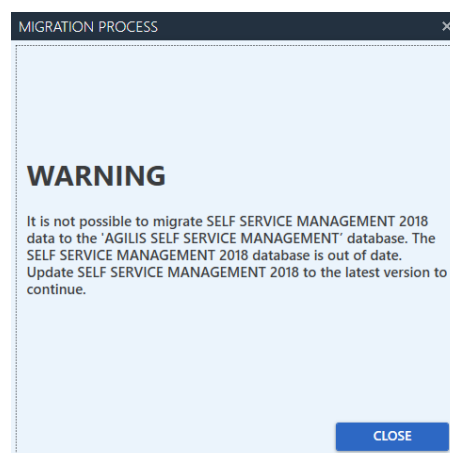 MIGRATION PROCESS
WARNING
It is not possible to migrate SELF SERVICE MANAGEMENT 2018
data to the 'AGILIS SELF SERVICE MANAGEMENT' database. The
SELF SERVICE MANAGEMENT 2018 database is out of date.
Update SELF SERVICE MANAGEMENT 2018 to the latest version to
continue.
CLOSE